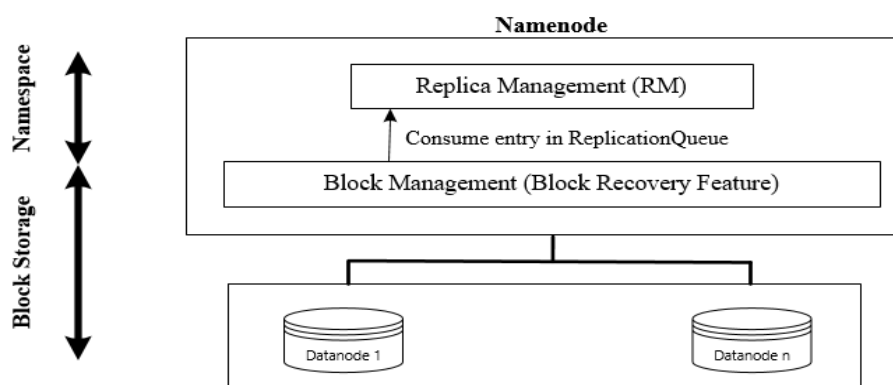 Namenode
Namespace
Replica Management (RM)
Consume entry in ReplicationQueue
Block Management (Block Recovery Feature)
Block Storage
Datanode 1
Datanode n